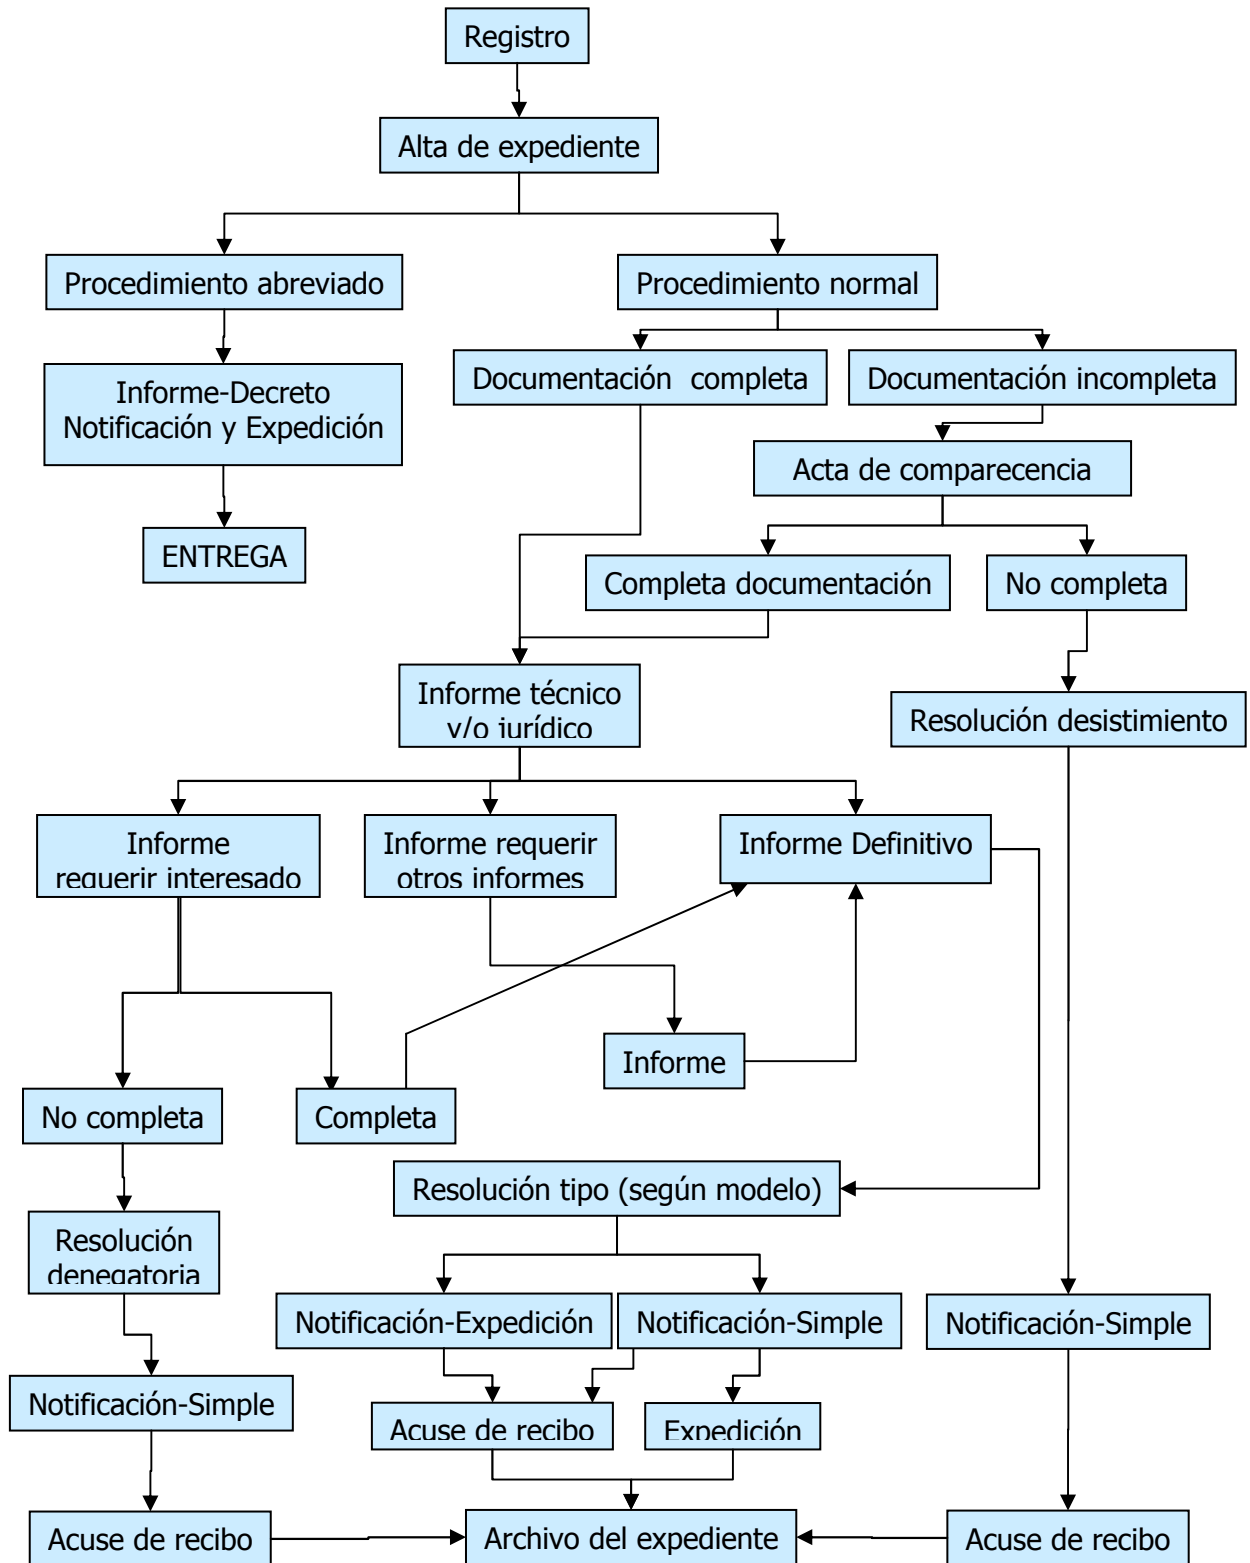 Registro
Alta de expediente
Procedimiento abreviado
Procedimiento normal
Informe-Decreto
Notificación y Expedición
Documentación completa
Documentación incompleta
Acta de comparecencia
ENTREGA
Completa documentación
No completa
Informe técnico
y/o jurídico
Resolución desistimiento
Informe
requerir interesado
Informe requerir
otros informes
Informe Definitivo
Informe
No completa
Completa
Resolución tipo (según modelo)
Resolución
denegatoria
Notificación-Expedición
Notificación-Simple
Notificación-Simple
Notificación-Simple
Acuse de recibo
Expedición
Acuse de recibo
Archivo del expediente
Acuse de recibo